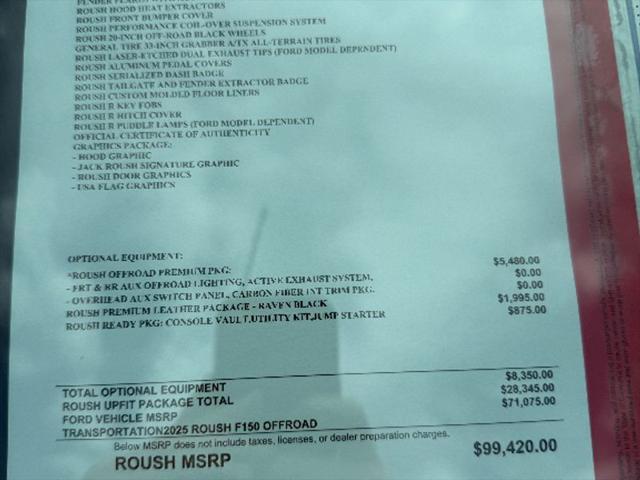 ROUSH HOOD HEAT EXTRACTORS
ROUSH FRONT BUMPER COVER
ROUSH PERFORMANCE COIL-OVER SUSPENSION SYSTEM
ROUSH 20-INCH OFF-ROAD BLACK WHEELS
GENERAL TIRE 33-INCH GRABBER A/TX ALL-TERRAIN TIRES
ROUSH LASER-ETCHED DUAL EXHAUST TIPS (FORD MODEL DEPENDENT)
ROUSH ALUMINUM PEDAL COVERS
ROUSH SERIALIZED DASH BADGE
ROUSH TAILGATE AND FENDER EXTRACTOR BADGE
ROUSH CUSTOM MOLDED FLOOR LINERS
ROUSH R KEY FOBS
ROUSH R HITCH COVER
ROUSH R PUDDLE LAMPS (FORD MODEL DEPENDENT)
OFFICIAL CERTIFICATE OF AUTHENTICITY
GRAPHICS PACKAGE:
- HOOD GRAPHIC
- JACK ROUSH SIGNATURE GRAPHIC
- ROUSH DOOR GRAPHICS
- USA FLAG GRAPHICS
OPTIONAL EQUIPMENT:
*ROUSH OFFROAD PREMIUM PKG: $5,480.00
- FRT & RR AUX OFFROAD LIGHTING, ACTIVE EXHAUST SYSTEM, $0.00
- OVERHEAD AUX SWITCH PANEL, CARBON FIBER INT TRIM PKG. $0.00
ROUSH PREMIUM LEATHER PACKAGE - RAVEN BLACK $1,995.00
ROUSH READY PKG: CONSOLE VAULT,UTILITY KIT,JUMP STARTER $875.00
TOTAL OPTIONAL EQUIPMENT $8,350.00
ROUSH UPFIT PACKAGE TOTAL $28,345.00
FORD VEHICLE MSRP $71,075.00
TRANSPORTATION2025 ROUSH F150 OFFROAD
Below MSRP does not include taxes, licenses, or dealer preparation charges.
ROUSH MSRP $99,420.00